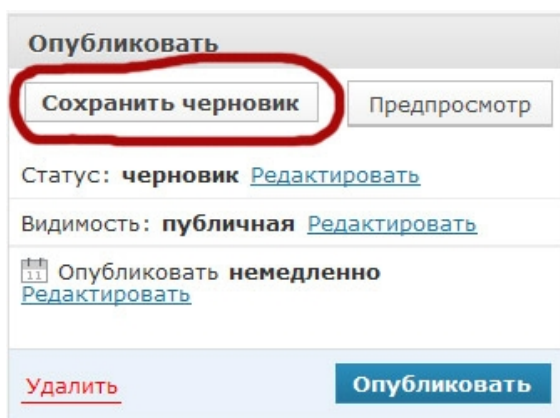 Опубликовать
Сохранить черновик Предпросмотр
Статус: черновик Редактировать
Видимость: публичная Редактировать
11 Опубликовать немедленно
Редактировать
Удалить Опубликовать